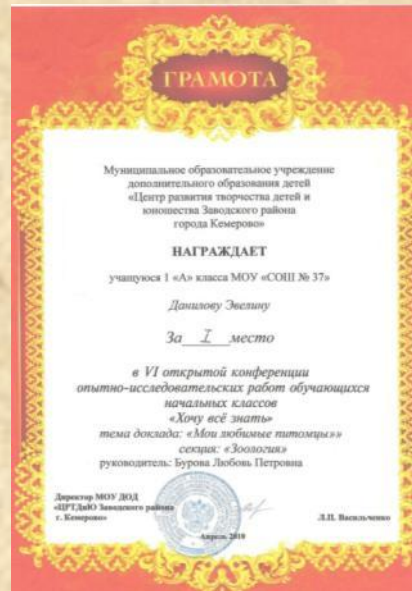 ГРАМОТА
Муниципальное образовательное учреждение
дополнительного образования детей
«Центр развития творчества детей и
юношества Заводского района
города Кемерово»
НАГРАЖДАЕТ
учащуюся 1 «А» класса МОУ «СОШ № 37»
Данилову Эвелину
За I место
в VI открытой конференции
опытно-исследовательских работ обучающихся
начальных классов
«Хочу всё знать»
тема доклада: «Мои любимые питомцы»»
секция: «Зоология»
руководитель: Бурова Любовь Петровна
Директор МОУ ДОД
«ЦРТДиЮ Заводского района
г. Кемерово»
Л.П. Васильченко
Апрель 2010